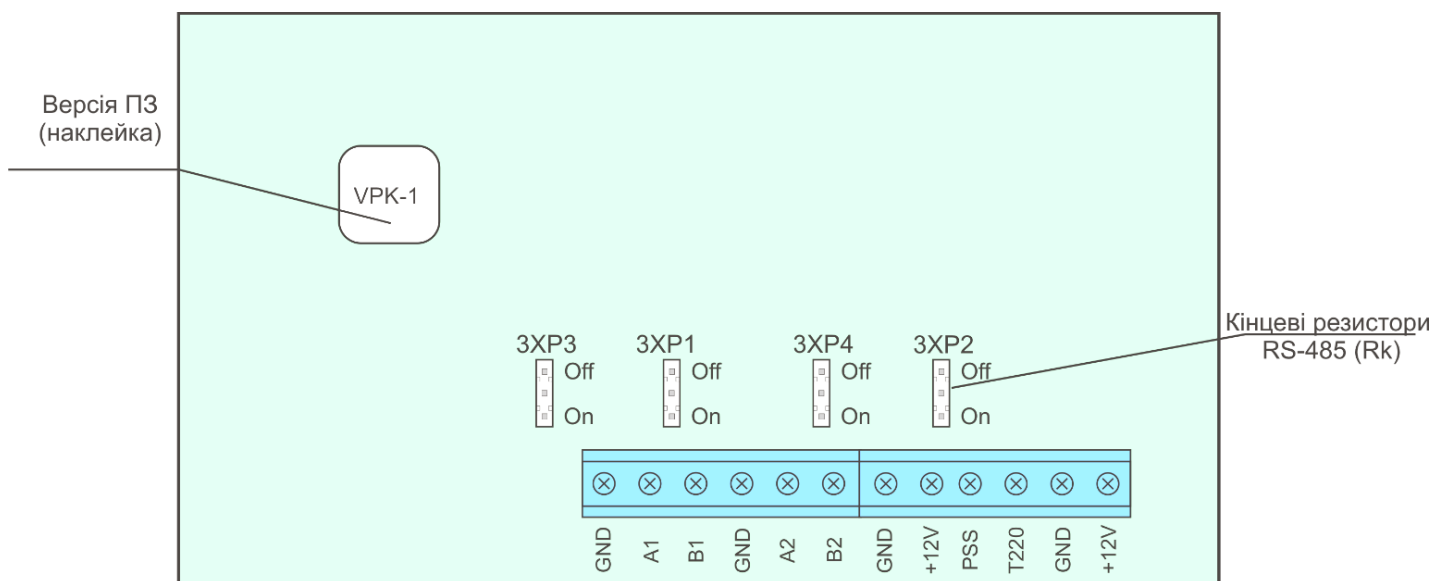 Версія ПЗ
(наклейка)
VPK-1
Кінцеві резистори
RS-485 (Rk)
3XP3 3XP1 3XP4 3XP2
Off Off Off Off
On On On On
GND A1 B1 GND A2 B2 GND +12V PSS T220 GND +12V